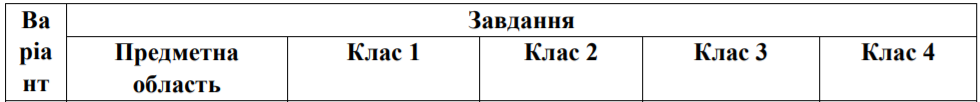 Ва
ріа
нт
Завдання
Предметна
область
Клас 1
Клас 2
Клас 3
Клас 4